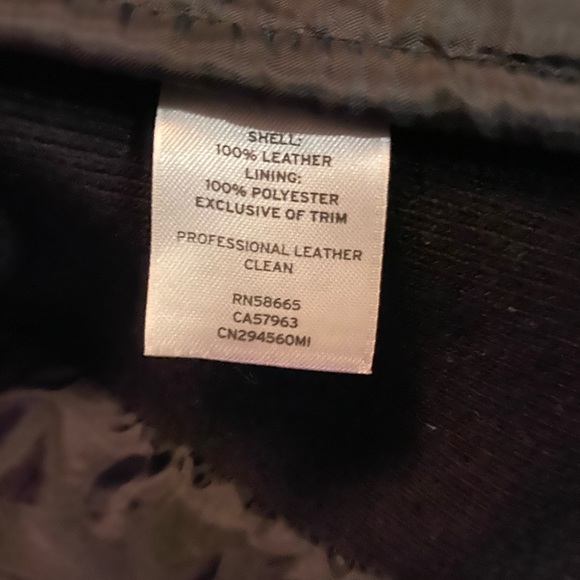 SHELL:
100% LEATHER
LINING:
100% POLYESTER
EXCLUSIVE OF TRIM
PROFESSIONAL LEATHER
CLEAN
RN58665
CA57963
CN294560MI